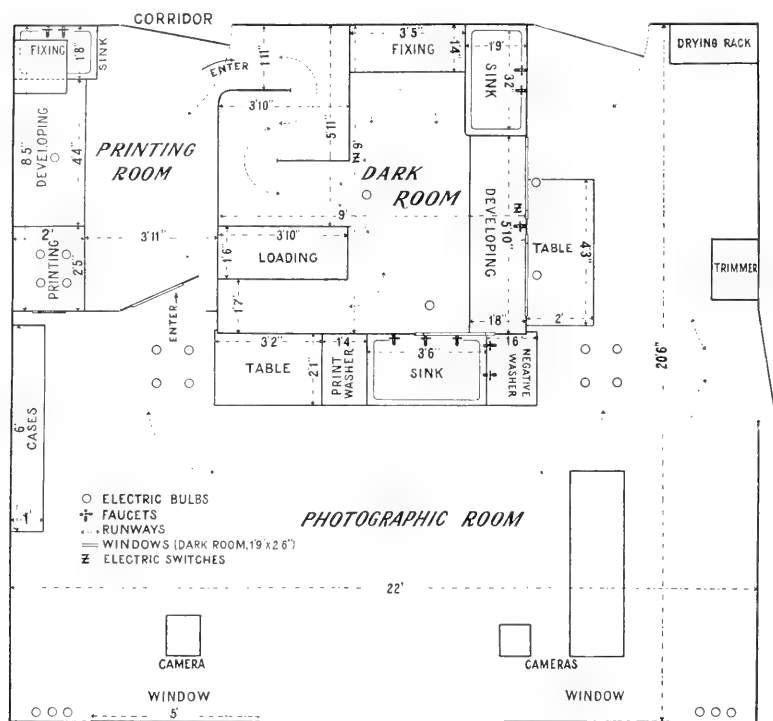 CORRIDOR
FIXING
SINK
1'8"
ENTER
1'11"
3'5"
FIXING
1'4"
1'9"
SINK
3'2"
DRYING RACK
3'10"
5'11"
8'5"
DEVELOPING
4'4"
PRINTING
ROOM
9'
N
DARK
ROOM
9'
DEVELOPING
5'10"
Z
TABLE
4'3"
2'
TRIMMER
2'
3'11"
3'10"
LOADING
1'6"
PRINTING
2'5"
1'7"
1'8"
ENTER
3'2"
TABLE
2'1"
1'4
PRINT
WASHER
3'6"
SINK
1'6"
NEGATIVE
WASHER
20'6"
6'
CASES
1'
ELECTRIC BULBS
FAUCETS
RUNWAYS
WINDOWS (DARK ROOM, 1'9" X 2'6")
Z ELECTRIC SWITCHES
PHOTOGRAPHIC ROOM
22'
CAMERA
CAMERAS
WINDOW
WINDOW
5'